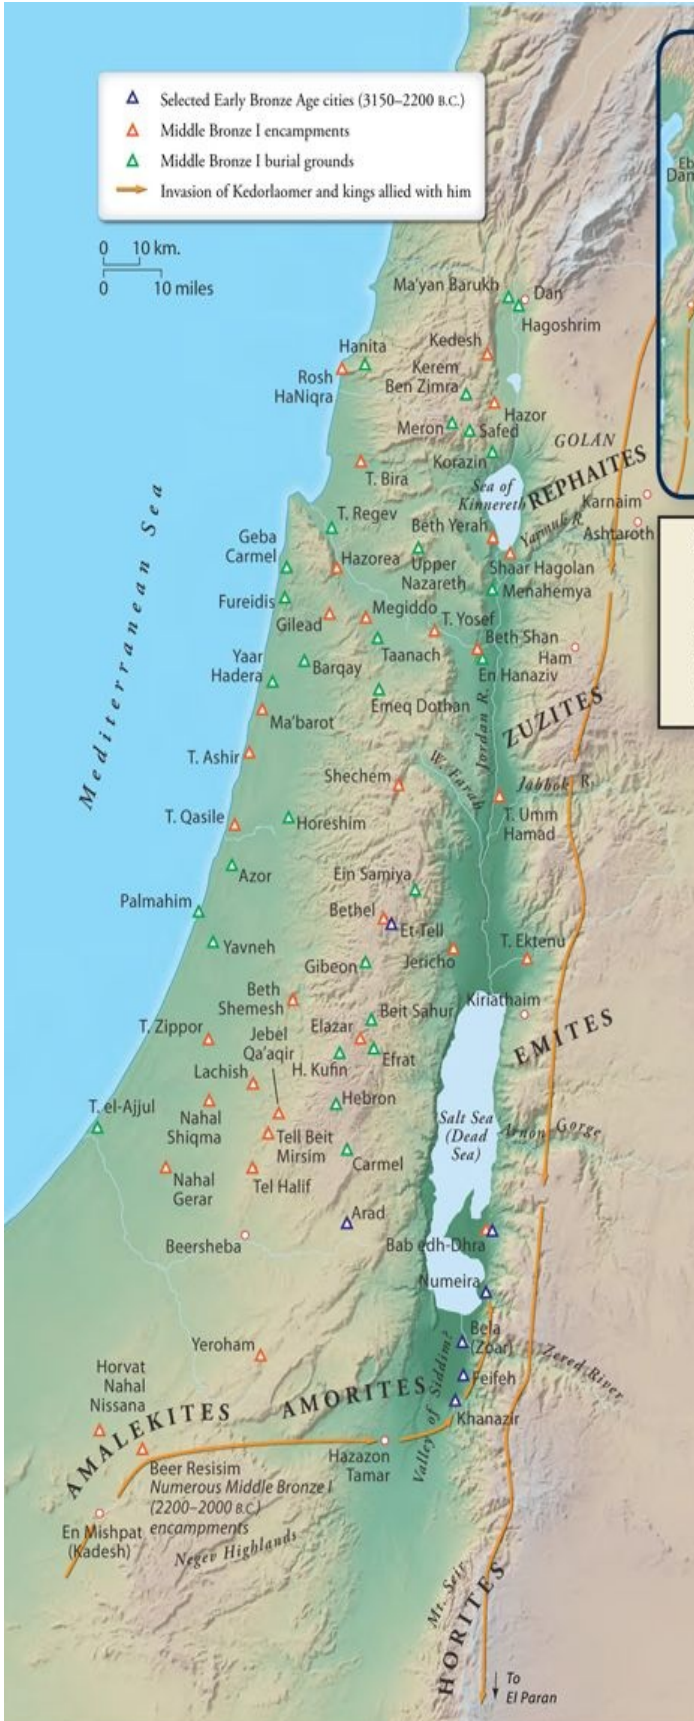 Selected Early Bronze Age cities (3150–2200 B.C.)
Middle Bronze I encampments
Middle Bronze I burial grounds
Invasion of Kedorlaomer and kings allied with him
0 10 km.
0 10 miles
Eb
Dan
Ma'yan Barukh
Dan
Hagoshrim
Kedesh
Hanita
Rosh
HaNiqra
Kerem
Ben Zimra
Hazor
Meron
Safed
GOLAN
Korazin
T. Bira
Sea of
Kinnereth
REPHAITES
Karnaim
T. Regev
Beth Yerah
Yarmuk R.
Ashtaroth
Geba
Carmel
Hazorea
Upper
Nazareth
Shaar Hagolan
Menahemya
Fureidis
Gilead
Megiddo
T. Yosef
Taanach
Beth Shan
Ham
Yaar
Hadera
Barqay
En Hanaziv
Emeq Dothan
Mediterranean Sea
Jordan R.
ZUZITES
Ma'barot
T. Ashir
Shechem
W. Farah
Jabbok R.
T. Qasile
Horeshim
T. Umm
Hamad
Azor
Ein Samiya
Palmahim
Bethel
Et-Tell
Yavneh
Gibeon
Jericho
T. Ektenu
Beth
Shemesh
Kiriathaim
T. Zippor
Jebel
Qa'aqir
Elazar
Beit Sahur
EMITES
H. Kufin
Efrat
Lachish
T. el-Ajjul
Nahal
Shiqma
Hebron
Salt Sea
(Dead
Sea)
Arnon Gorge
Tell Beit
Mirsim
Carmel
Nahal
Gerar
Tel Halif
Arad
Beersheba
Bab edh-Dhra
Numeira
Yeroham
Bela
(Zoar)
Zered River
Horvat
Nahal
Nissana
Feifeh
AMALEKITES
AMORITES
Valley of Siddim?
Khanazir
Hazazon
Tamar
Beer Resisim
Numerous Middle Bronze I
(2200–2000 B.C.)
encampments
En Mishpat
(Kadesh)
Negev Highlands
Mt. Seir
HORITES
To
El Paran